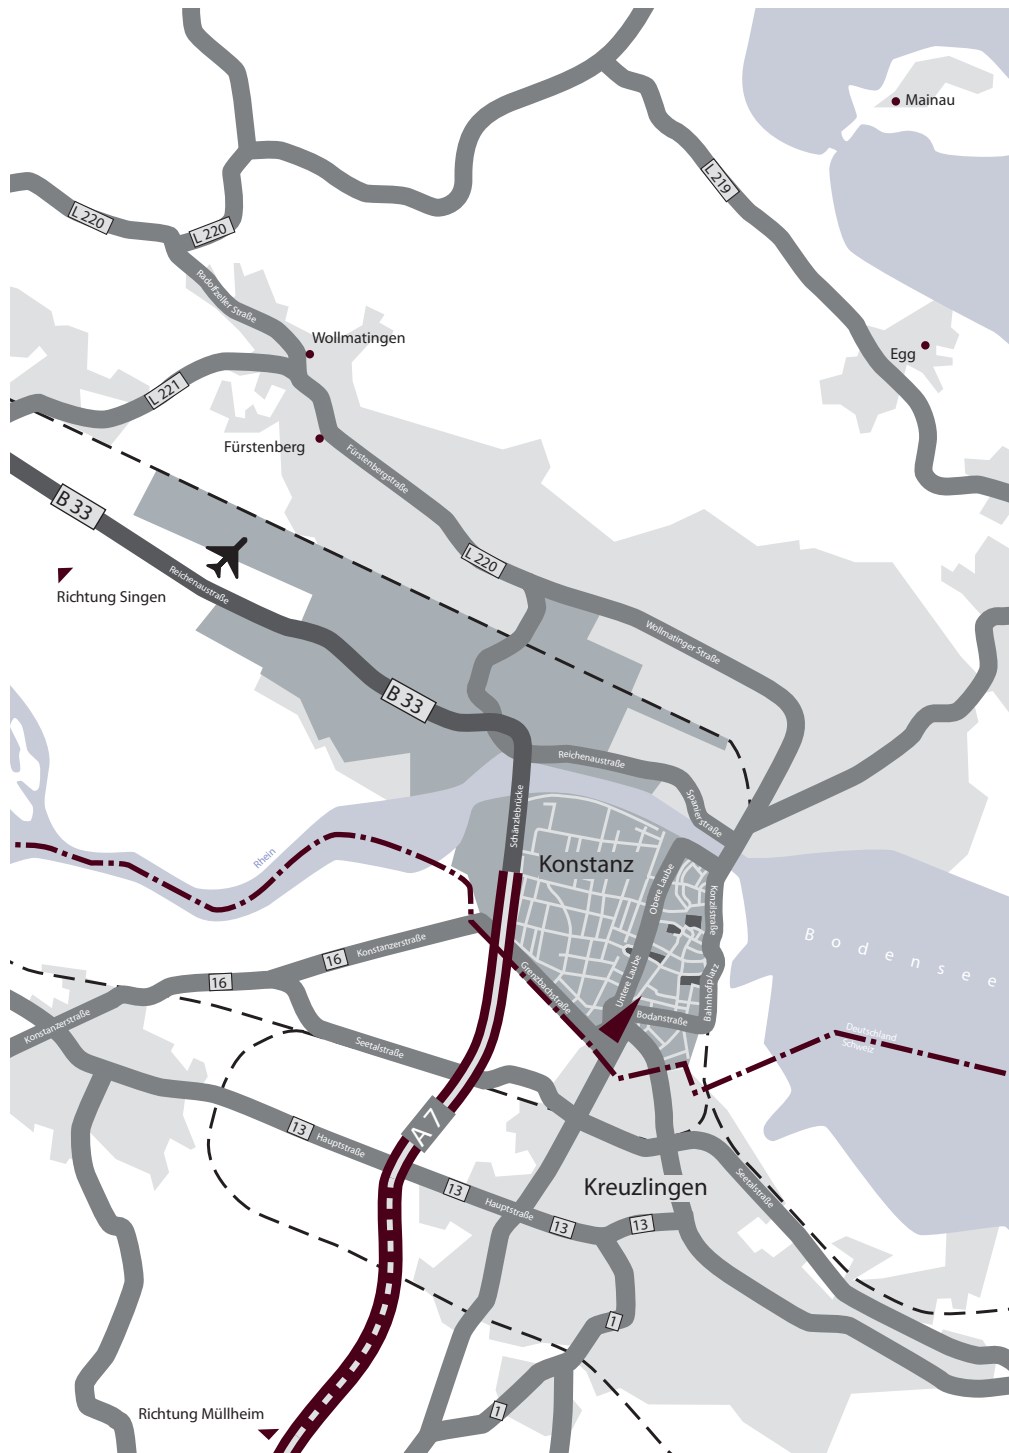 Mainau
L 219
L 220
L 220
Radolfzeller Straße
Wollmatingen
Egg
L 221
Fürstenberg
Fürstenbergstraße
B 33
L 220
Richtung Singen
Reichenaustraße
Wollmatinger Straße
B 33
Reichenaustraße
Spanierstraße
Schänzlebrücke
Rhein
Konstanz
Obere Laube
Konzilstraße
Bodensee
16
Konstanzerstraße
16
Grenzbachstraße
Untere Laube
Bahnhofplatz
Konstanzerstraße
Bodanstraße
Deutschland
Schweiz
Seetalstraße
A 7
13
Hauptstraße
13
Hauptstraße
Kreuzlingen
Seetalstraße
13
13
1
1
Richtung Müllheim